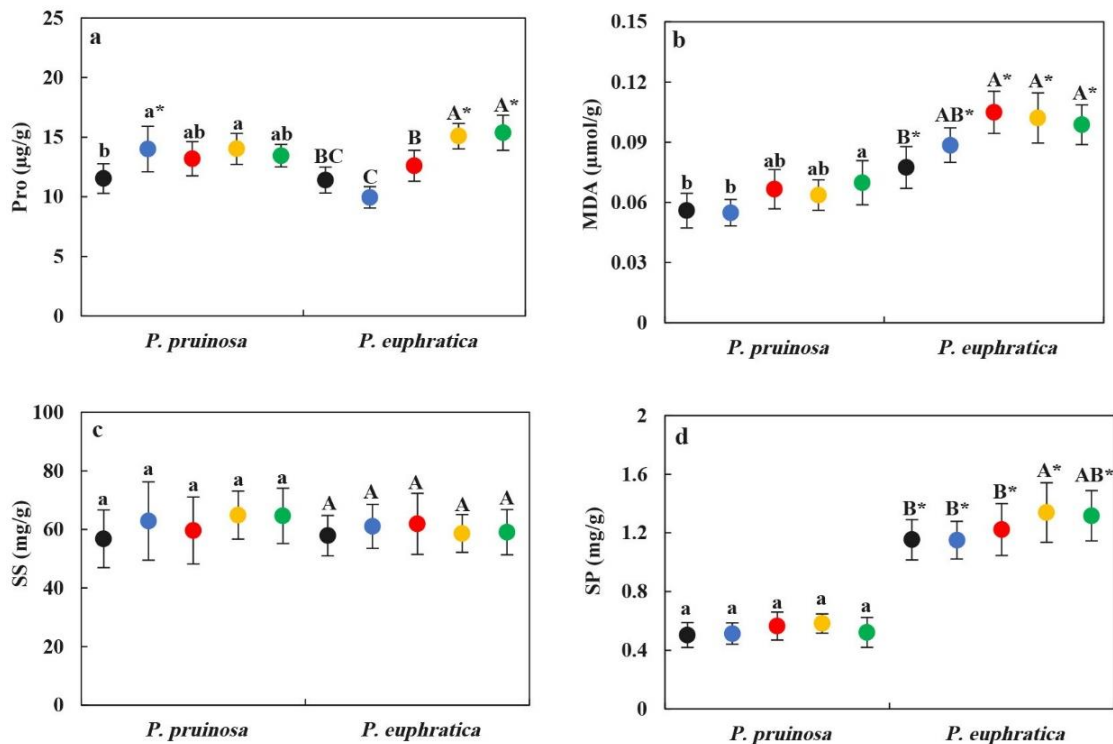 a
Pro (μg/g)
25
20
15
10
5
0
b
a*
ab
a
ab
BC
C
B
A*
A*
P. pruinosa
P. euphratica
b
MDA (μmol/g)
0.15
0.12
0.09
0.06
0.03
0
b
b
ab
ab
a
B*
AB*
A*
A*
A*
P. pruinosa
P. euphratica
c
SS (mg/g)
100
80
60
40
20
0
a
a
a
a
a
A
A
A
A
A
P. pruinosa
P. euphratica
d
SP (mg/g)
2
1.6
1.2
0.8
0.4
0
a
a
a
a
a
B*
B*
B*
A*
AB*
P. pruinosa
P. euphratica